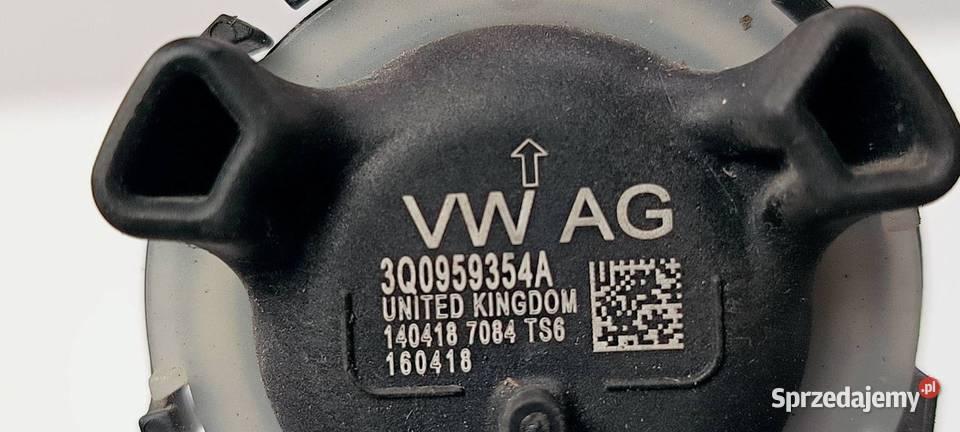 VW AG
3Q0959354A
UNITED KINGDOM
140418 7084 TS6
160418
Sprzedajemy.pl